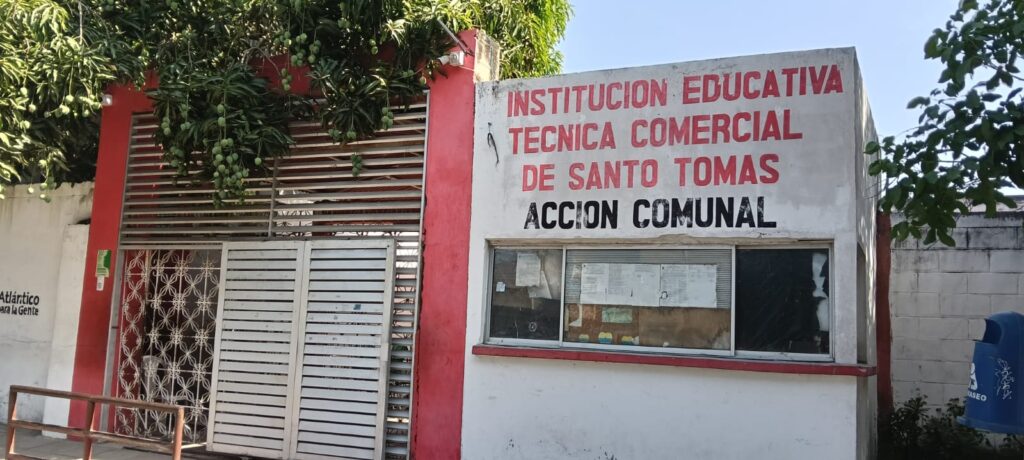 INSTITUCION EDUCATIVA
TECNICA COMERCIAL
DE SANTO TOMAS
ACCION COMUNAL
Atlántico
para la Gente